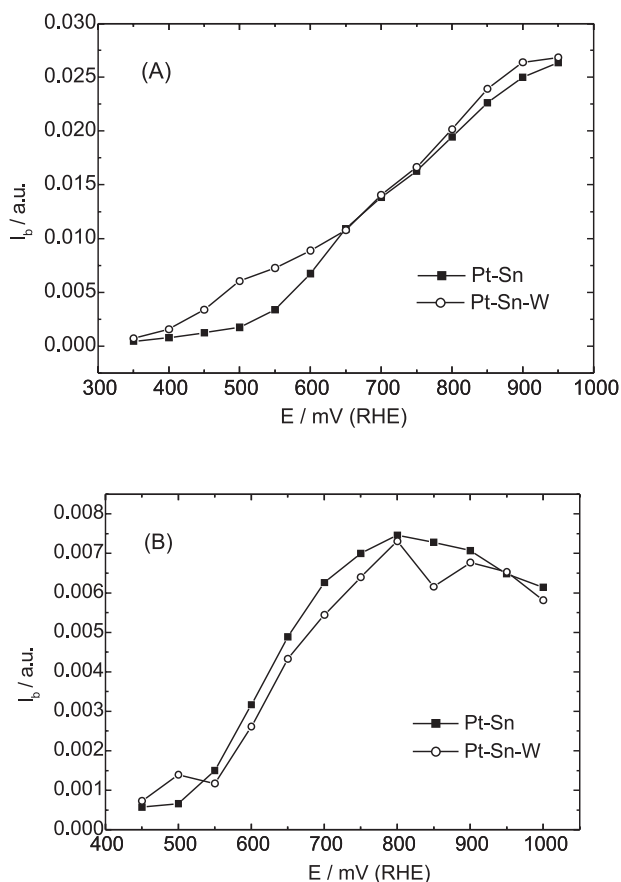 0.030
(A)
0.025
0.020
0.015
0.010
0.005
0.000
I_b / a.u.
Pt-Sn
Pt-Sn-W
300 400 500 600 700 800 900 1000
E / mV (RHE)
0.008
(B)
0.007
0.006
0.005
0.004
0.003
0.002
0.001
0.000
I_b / a.u.
Pt-Sn
Pt-Sn-W
400 500 600 700 800 900 1000
E / mV (RHE)